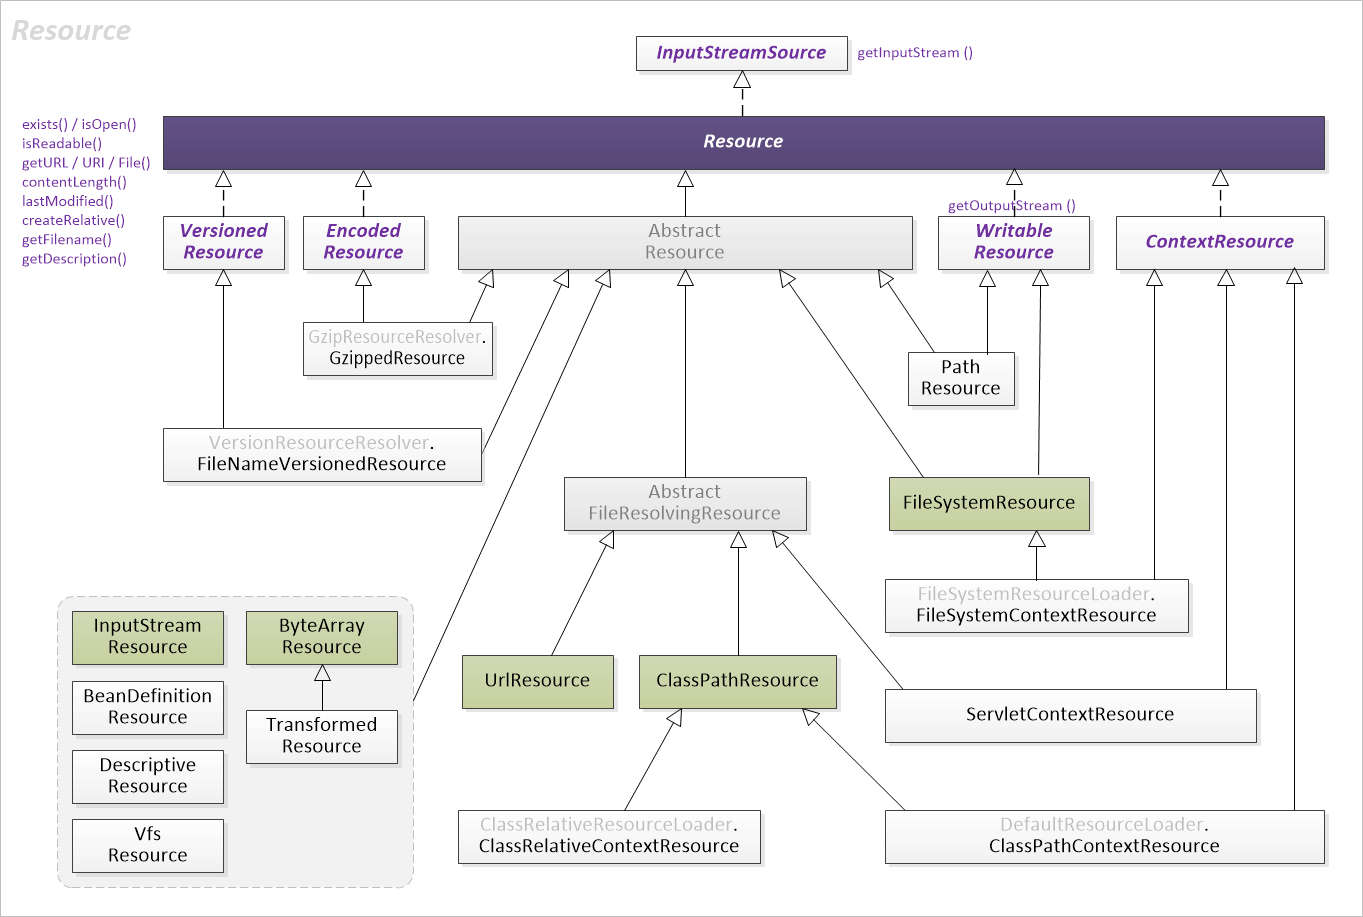 Resource
InputStreamSource
getInputStream ()
exists() / isOpen()
isReadable()
getURL / URI / File()
contentLength()
lastModified()
createRelative()
getFilename()
getDescription()
Resource
getOutputStream ()
Versioned
Resource
Encoded
Resource
Abstract
Resource
Writable
Resource
ContextResource
GzipResourceResolver.
GzippedResource
Path
Resource
VersionResourceResolver.
FileNameVersionedResource
Abstract
FileResolvingResource
FileSystemResource
FileSystemResourceLoader.
FileSystemContextResource
InputStream
Resource
ByteArray
Resource
BeanDefinition
Resource
Transformed
Resource
Descriptive
Resource
Vfs
Resource
UrlResource
ClassPathResource
ServletContextResource
ClassRelativeResourceLoader.
ClassRelativeContextResource
DefaultResourceLoader.
ClassPathContextResource